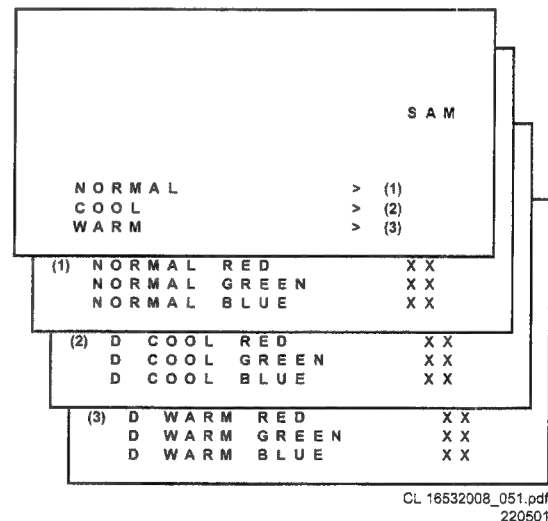 SAM
NORMAL > (1)
COOL > (2)
WARM > (3)
(1) NORMAL RED XX
NORMAL GREEN XX
NORMAL BLUE XX
(2) D COOL RED XX
D COOL GREEN XX
D COOL BLUE XX
(3) D WARM RED XX
D WARM GREEN XX
D WARM BLUE XX
CL 16532008_051.pdf
220501